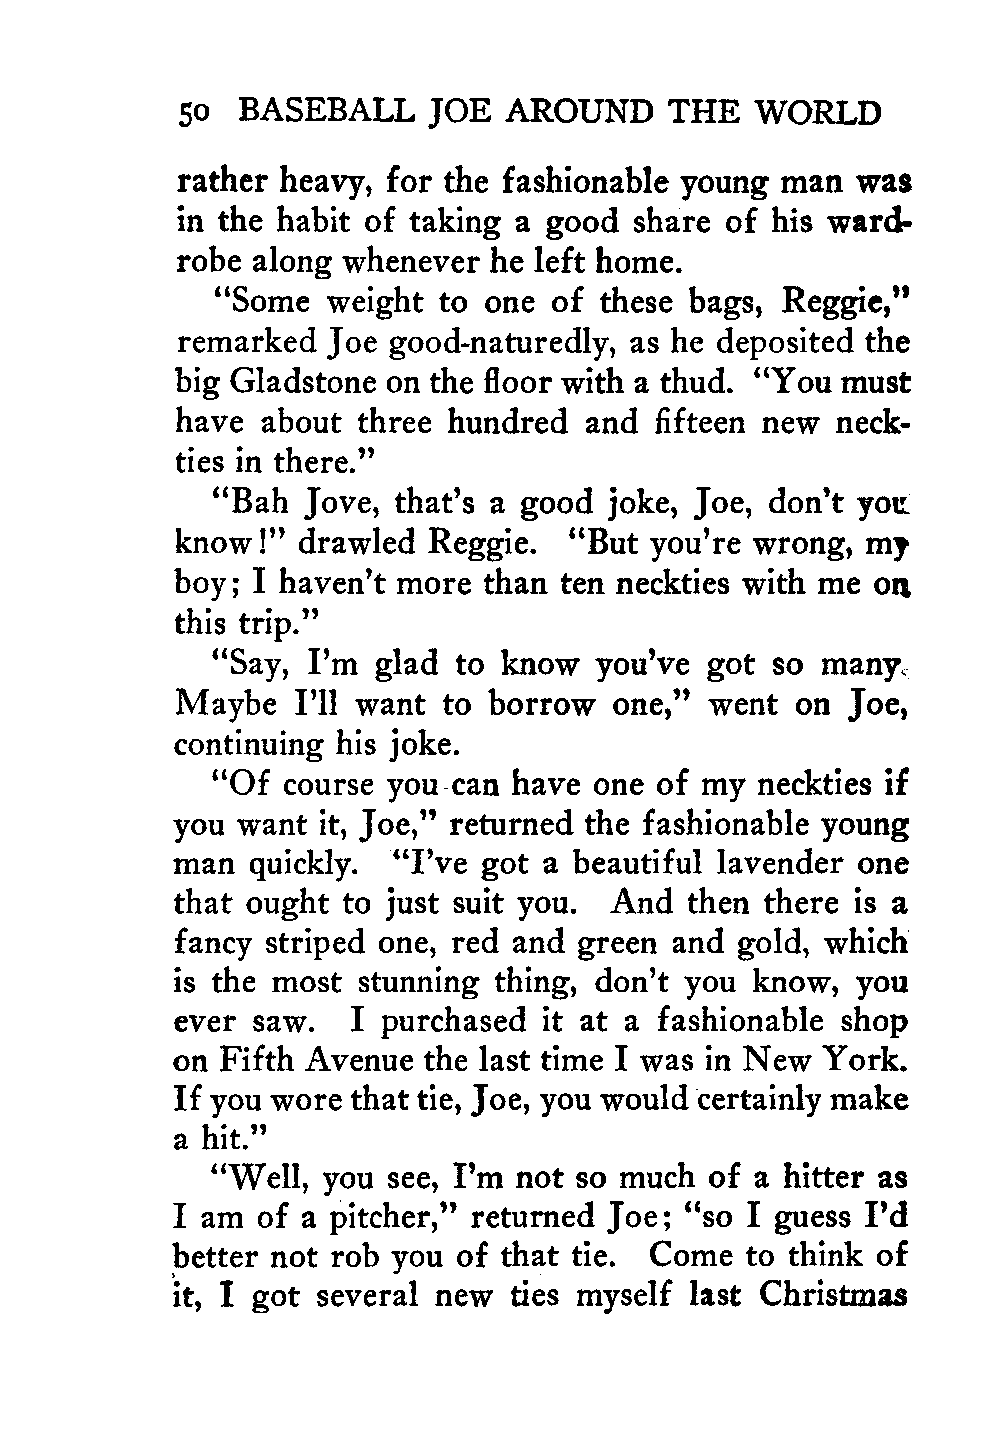 50 BASEBALL JOE AROUND THE WORLD
rather heavy, for the fashionable young man was
in the habit of taking a good share of his ward-
robe along whenever he left home.
"Some weight to one of these bags, Reggie,"
remarked Joe good-naturedly, as he deposited the
big Gladstone on the floor with a thud. "You must
have about three hundred and fifteen new neck-
ties in there."
"Bah Jove, that's a good joke, Joe, don't you
know!" drawled Reggie. "But you're wrong, my
boy; I haven't more than ten neckties with me on
this trip."
"Say, I'm glad to know you've got so many.
Maybe I'll want to borrow one," went on Joe,
continuing his joke.
"Of course you can have one of my neckties if
you want it, Joe," returned the fashionable young
man quickly. "I've got a beautiful lavender one
that ought to just suit you. And then there is a
fancy striped one, red and green and gold, which
is the most stunning thing, don't you know, you
ever saw. I purchased it at a fashionable shop
on Fifth Avenue the last time I was in New York.
If you wore that tie, Joe, you would certainly make
a hit."
"Well, you see, I'm not so much of a hitter as
I am of a pitcher," returned Joe; "so I guess I'd
better not rob you of that tie. Come to think of
it, I got several new ties myself last Christmas